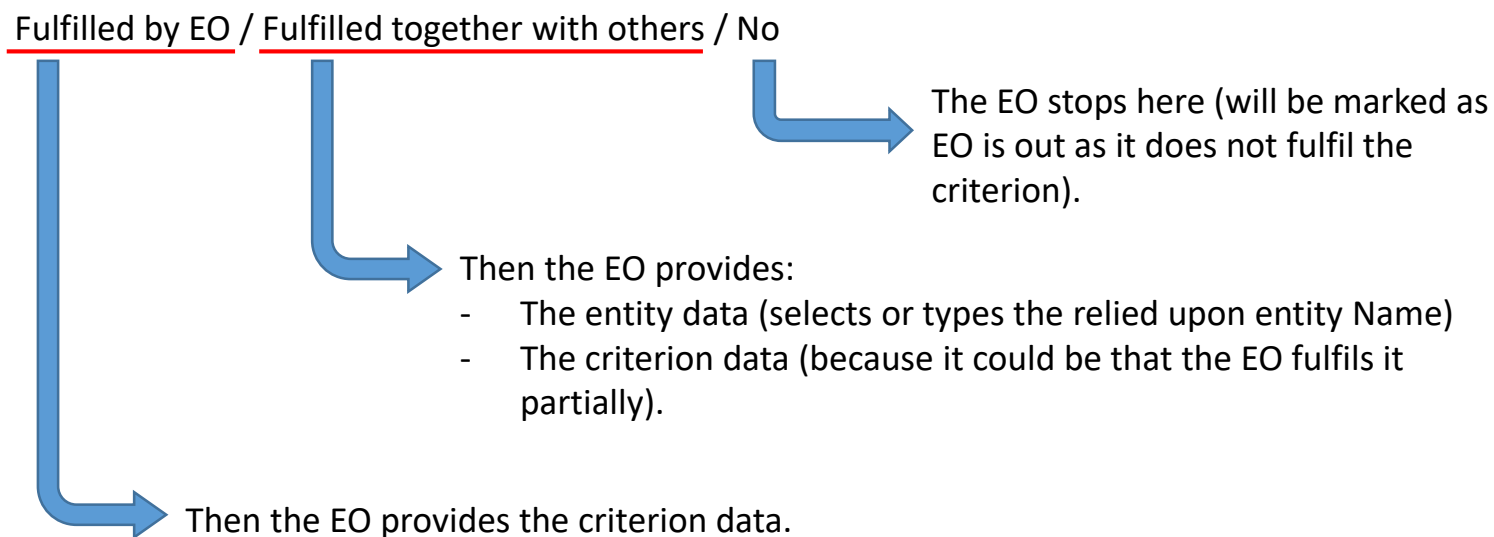 Fulfilled by EO / Fulfilled together with others / No
The EO stops here (will be marked as
EO is out as it does not fulfil the
criterion).
Then the EO provides:
- The entity data (selects or types the relied upon entity Name)
- The criterion data (because it could be that the EO fulfils it
partially).
Then the EO provides the criterion data.